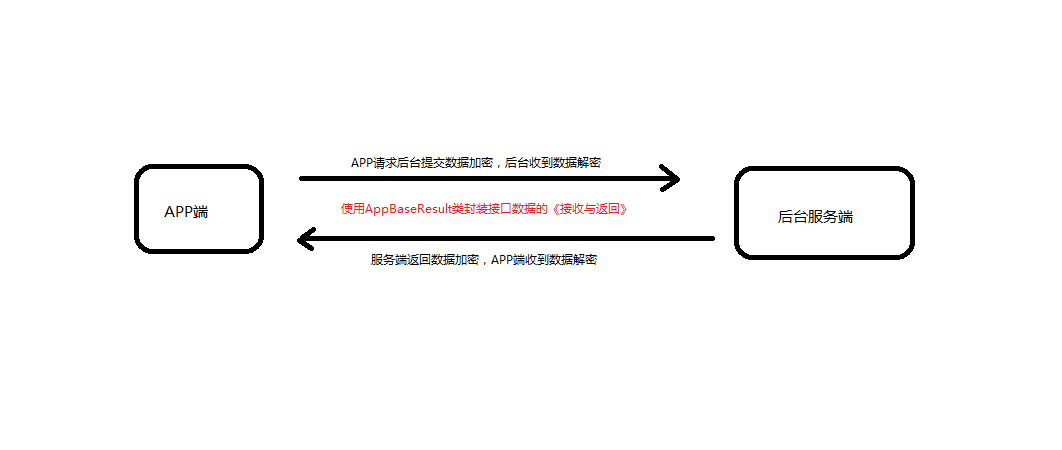 APP请求后台提交数据加密，后台收到数据解密
APP端
使用AppBaseResult类封装接口数据的《接收与返回》
后台服务端
服务端返回数据加密，APP端收到数据解密